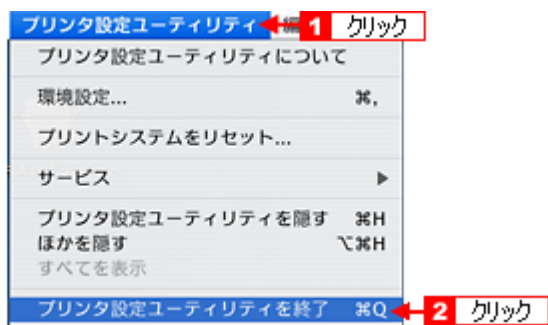 プリンタ設定ユーティリティ 1 クリック
プリンタ設定ユーティリティについて
環境設定... ⌘,
プリントシステムをリセット...
サービス ▶
プリンタ設定ユーティリティを隠す ⌘H
ほかを隠す ⌥⌘H
すべてを表示
プリンタ設定ユーティリティを終了 ⌘Q 2 クリック